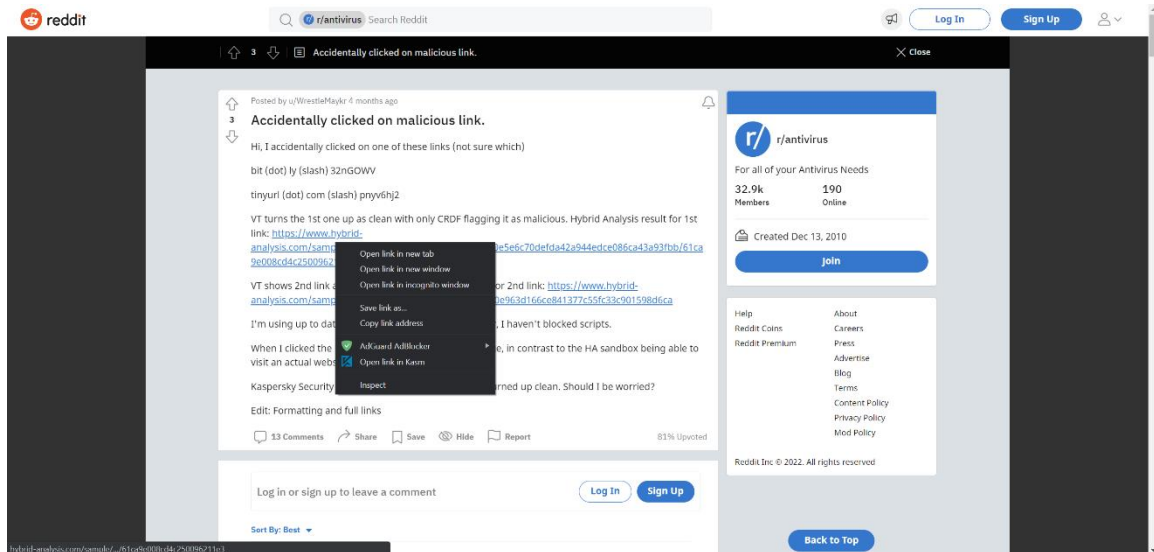 reddit
r/antivirus Search Reddit
Log In
Sign Up
3 Accidentally clicked on malicious link.
Close
Posted by u/WrestleMaykr 4 months ago
3
Accidentally clicked on malicious link.
Hi, I accidentally clicked on one of these links (not sure which)
bit (dot) ly (slash) 32nGOWV
tinyurl (dot) com (slash) pnyv6hj2
VT turns the 1st one up as clean with only CRDF flagging it as malicious. Hybrid Analysis result for 1st
link: https://www.hybrid-
analysis.com/samp 0e5e6c70defda42a944edce086ca43a93fbb/61ca
9e008cd4c25009621
VT shows 2nd link a or 2nd link: https://www.hybrid-
analysis.com/samp 0e963d166ce841377c55fc33c901598d6ca
I'm using up to dat , I haven't blocked scripts.
When I clicked the e, in contrast to the HA sandbox being able to
visit an actual webs
Kaspersky Security rned up clean. Should I be worried?
Edit: Formatting and full links
Open link in new tab
Open link in new window
Open link in incognito window
Save link as...
Copy link address
AdGuard AdBlocker
Open link in Kasm
Inspect
13 Comments Share Save Hide Report 81% Upvoted
Log in or sign up to leave a comment
Log In
Sign Up
Sort By: Best
r/ r/antivirus
For all of your Antivirus Needs
32.9k 190
Members Online
Created Dec 13, 2010
Join
Help About
Reddit Coins Careers
Reddit Premium Press
Advertise
Blog
Terms
Content Policy
Privacy Policy
Mod Policy
Reddit Inc © 2022. All rights reserved
Back to Top
hybrid-analysis.com/sample/.../61ca9e008cd4c250096211e3